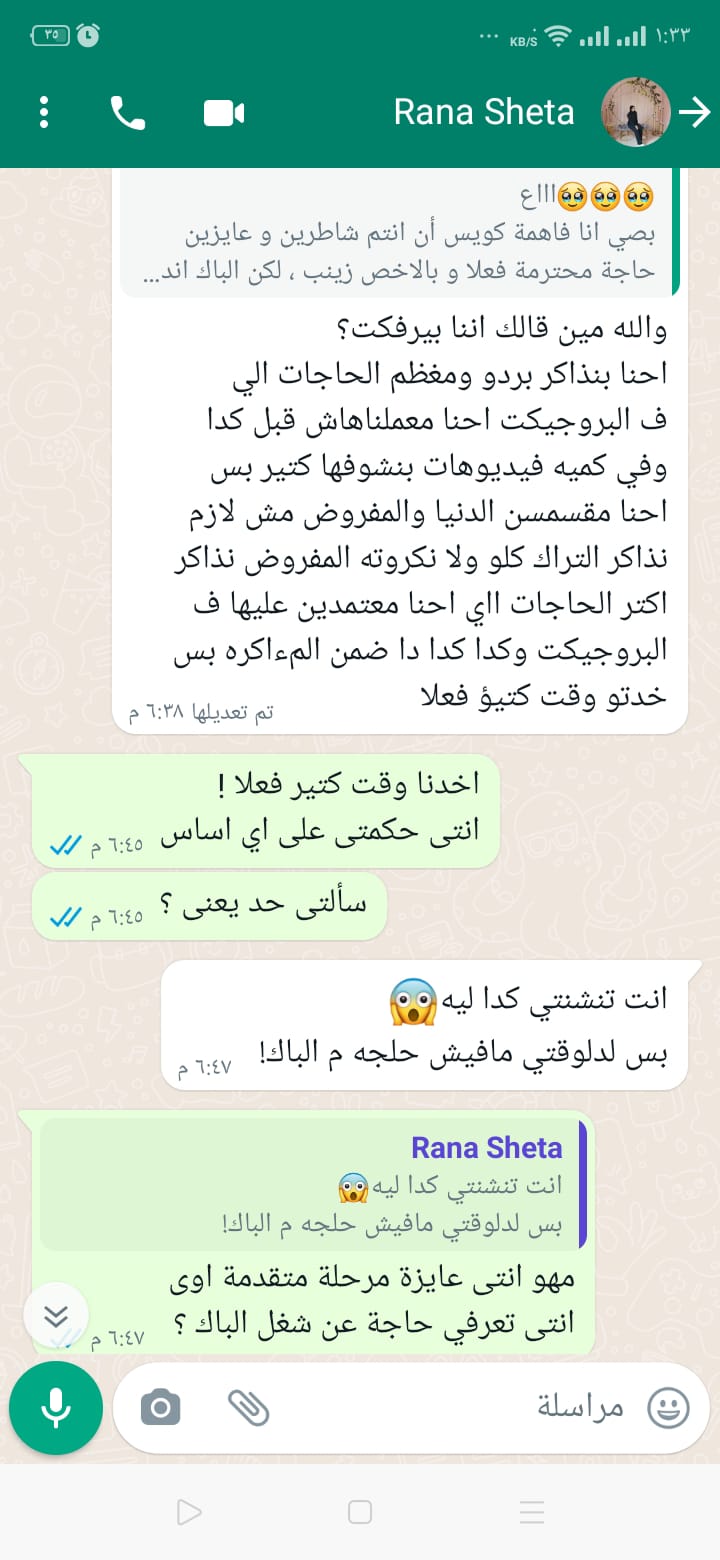 ٣٥
... KB/S ١:٣٣
Rana Sheta
🥹🥹🥹اااع
بصي انا فاهمة كويس أن انتم شاطرين و عايزين
حاجة محترمة فعلا و بالاخص زينب ، لكن الباك اند...
والله مين قالك اننا بيرفكت؟
احنا بنذاكر بردو ومغظم الحاجات الي
ف البروجيكت احنا معملناهاش قبل كدا
وفي كميه فيديوهات بنشوفها كتير بس
احنا مقسمسن الدنيا والمفروض مش لازم
نذاكر التراك كلو ولا نكروته المفروض نذاكر
اكتر الحاجات ااي احنا معتمدين عليها ف
البروجيكت وكدا كدا دا ضمن المءاكره بس
خدتو وقت كتيؤ فعلا
تم تعديلها ٦:٣٨ م
اخدنا وقت كتير فعلا !
انتى حكمتى على اي اساس
٦:٤٥ م
سألتى حد يعنى ؟
٦:٤٥ م
انت تنشنتي كدا ليه😱
بس لدلوقتي مافيش حلجه م الباك!
٦:٤٧ م
Rana Sheta
انت تنشنتي كدا ليه😱
بس لدلوقتي مافيش حلجه م الباك!
مهو انتى عايزة مرحلة متقدمة اوى
انتى تعرفي حاجة عن شغل الباك ؟
٦:٤٧ م
مراسلة